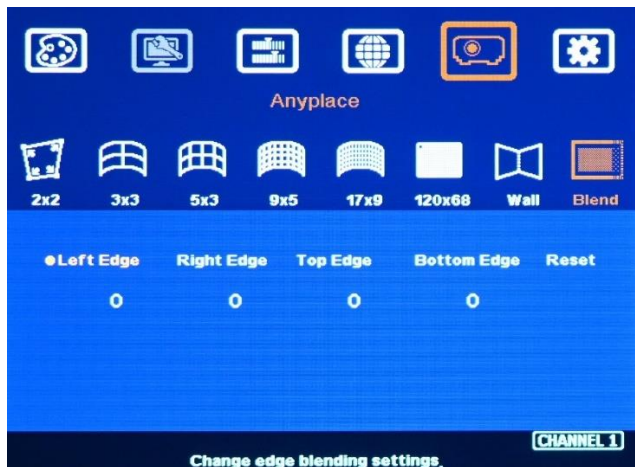 Anyplace
2x2 3x3 5x3 9x5 17x9 120x68 Wall Blend
Left Edge Right Edge Top Edge Bottom Edge Reset
0 0 0 0
CHANNEL 1
Change edge blending settings.